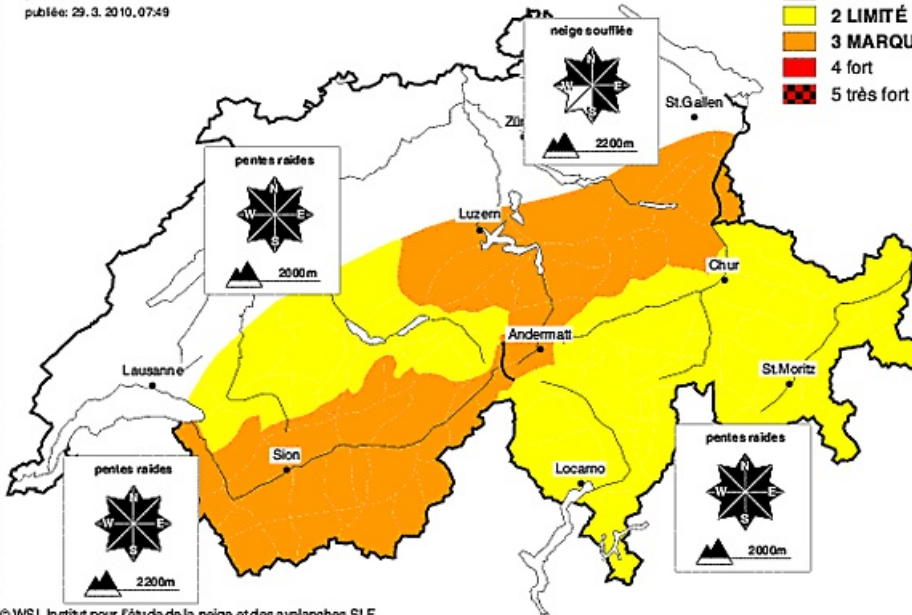 publiée: 29. 3. 2010, 07:49
2 LIMITÉ
3 MARQU
4 fort
5 très fort
neige soufflée
N
W
S
E
2200m
St.Gallen
Zür
pentes raides
N
W
E
S
2000m
Luzern
Chur
Andermatt
Lausanne
St.Moritz
Sion
Locarno
pentes raides
N
W
E
S
2200m
pentes raides
N
W
E
S
2000m
© WSL Institut pour l'étude de la neige et des avalanches SLF